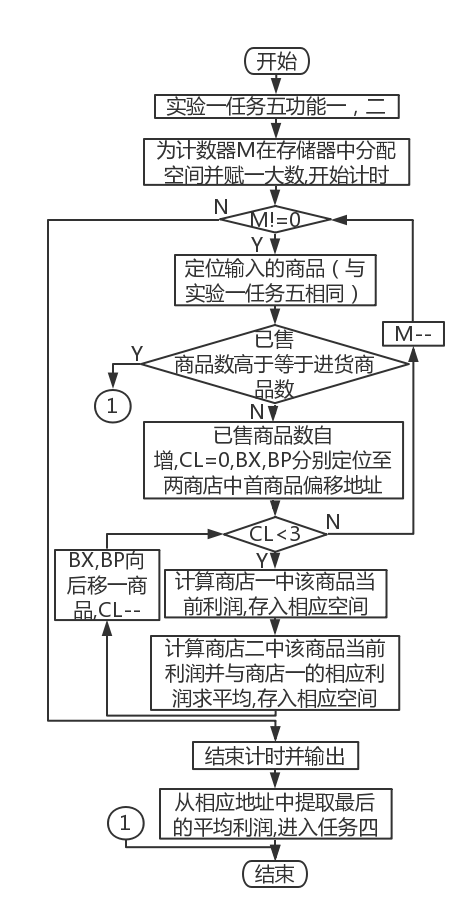 开始
实验一任务五功能一，二
为计数器M在存储器中分配
空间并赋一大数,开始计时
N
M!=0
Y
定位输入的商品（与
实验一任务五相同）
M--
已售
Y
商品数高于等于进货商
品数
1
N
已售商品数自
增,CL=0,BX,BP分别定位至
两商店中首商品偏移地址
CL<3
N
Y
BX,BP向
后移一商
品,CL--
计算商店一中该商品当
前利润,存入相应空间
计算商店二中该商品当前
利润并与商店一的相应利
润求平均,存入相应空间
结束计时并输出
从相应地址中提取最后
的平均利润,进入任务四
1
结束